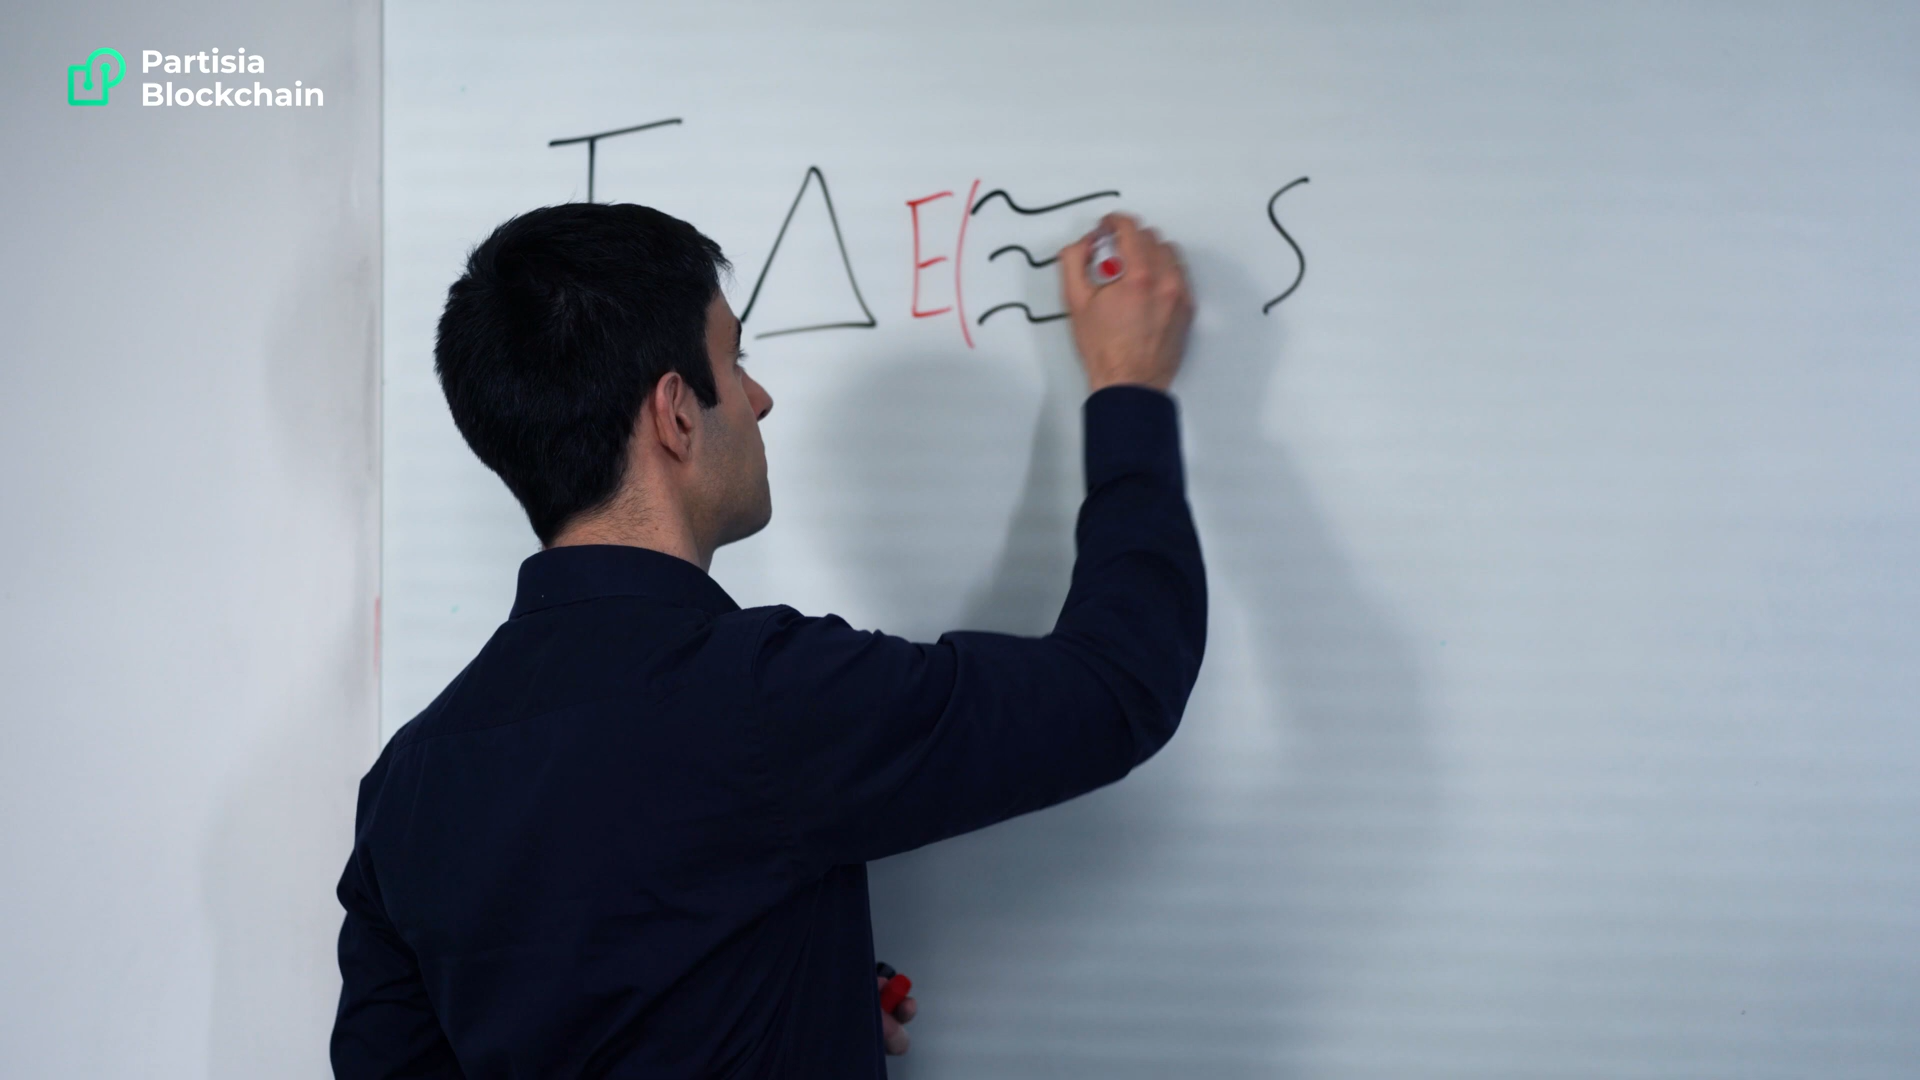 Partisia
Blockchain
T Δ E(≈ S